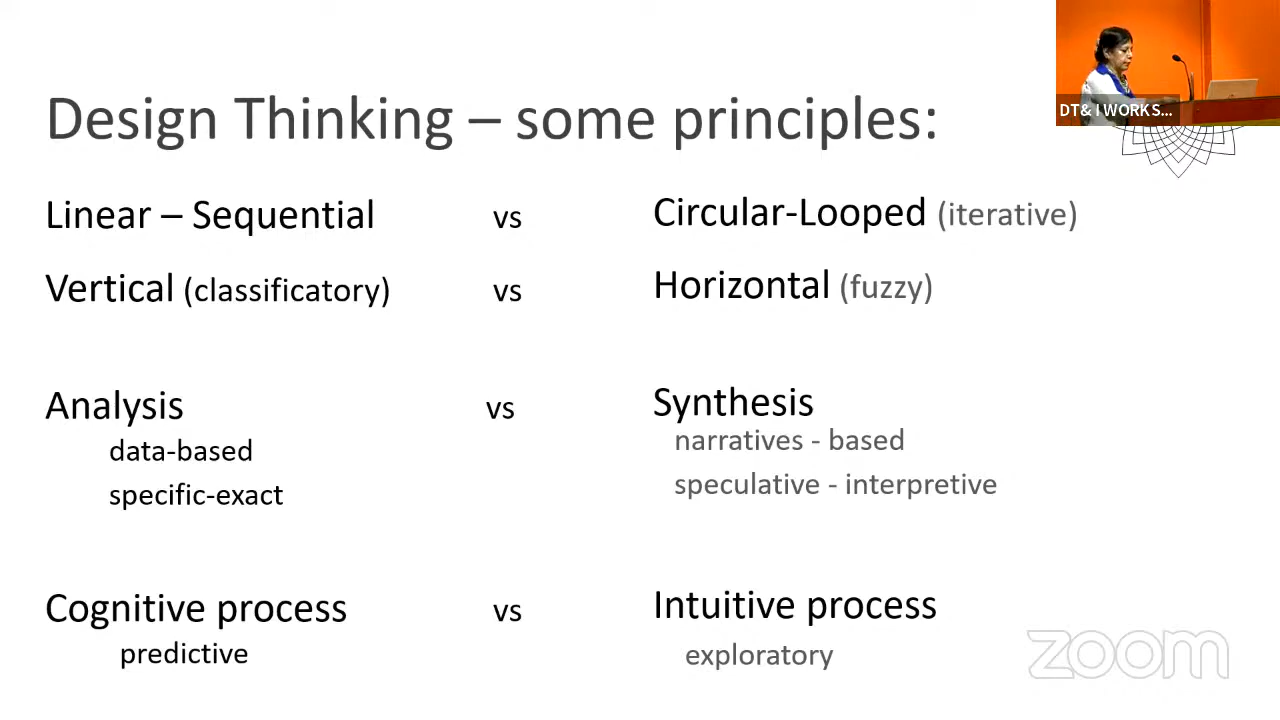 DT& I WORKS...
Design Thinking – some principles:
Linear – Sequential vs Circular-Looped (iterative)
Vertical (classificatory) vs Horizontal (fuzzy)
Analysis vs Synthesis
data-based narratives - based
specific-exact speculative - interpretive
Cognitive process vs Intuitive process
predictive exploratory
zoom